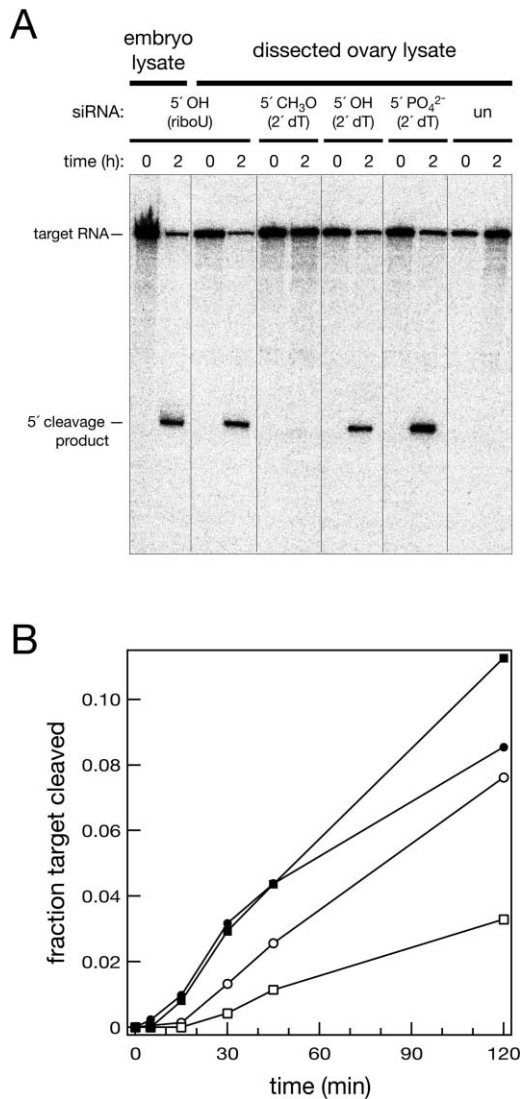 A
embryo lysate
dissected ovary lysate
siRNA:
5´ OH (riboU)
5´ CH₃O (2´ dT)
5´ OH (2´ dT)
5´ PO₄²⁻ (2´ dT)
un
time (h): 0 2 0 2 0 2 0 2 0 2 0 2
target RNA
5´ cleavage
product
B
fraction target cleaved
0.10
0.08
0.06
0.04
0.02
0
0 30 60 90 120
time (min)